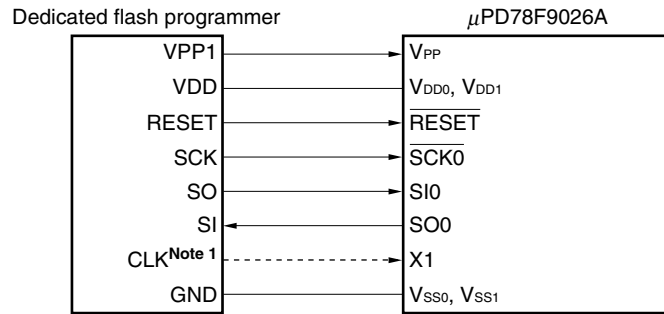 Dedicated flash programmer μPD78F9026A
VPP1 VPP
VDD VDD0, VDD1
RESET RESET
SCK SCK0
SO SI0
SI SO0
CLKNote 1 X1
GND VSS0, VSS1